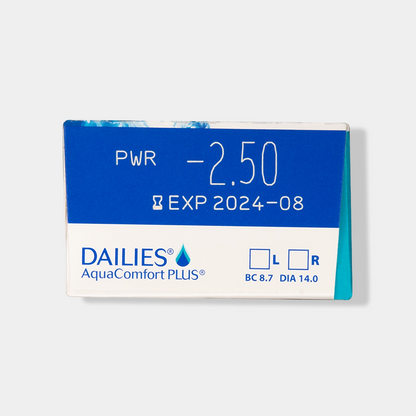 PWR -2.50
EXP 2024-08
DAILIES®
AquaComfort PLUS®
L R
BC 8.7 DIA 14.0